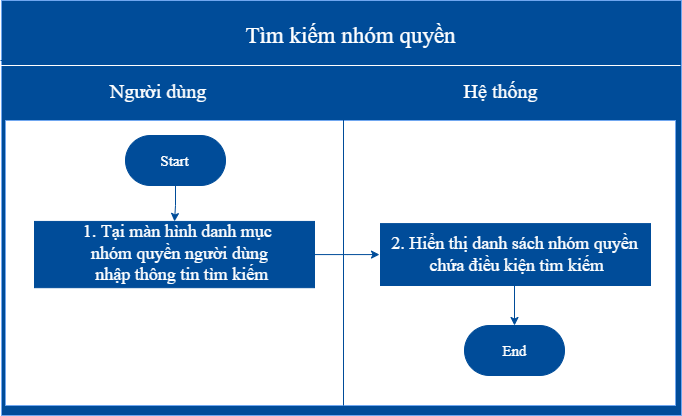 Tìm kiếm nhóm quyền
Người dùng
Hệ thống
Start
1. Tại màn hình danh mục
nhóm quyền người dùng
nhập thông tin tìm kiếm
2. Hiển thị danh sách nhóm quyền
chứa điều kiện tìm kiếm
End